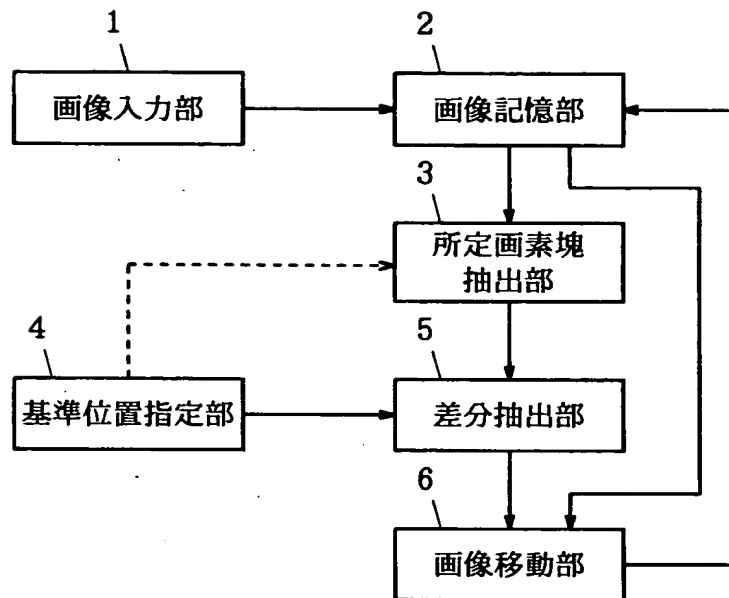 1
画像入力部
2
画像記憶部
3
所定画素塊
抽出部
4
基準位置指定部
5
差分抽出部
6
画像移動部